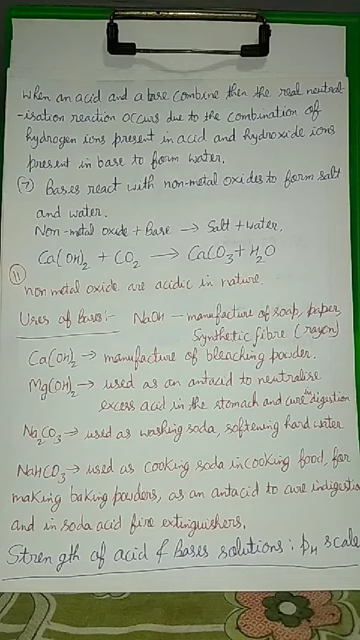 When an acid and a base combine then the real neutral-
-isation reaction occurs due to the combination of
hydrogen ions present in acid and hydroxide ions
present in base to form water.
(7) Bases react with non-metal oxides to form salt
and water.
Non-metal oxide + Base → Salt + Water.
Ca(OH)₂ + CO₂ → CaCO₃ + H₂O
(11)
non metal oxide are acidic in nature.
Uses of Bases:- NaOH — manufacture of soap, paper,
Synthetic fibre (rayon)
Ca(OH)₂ → manufacture of bleaching powder.
Mg(OH)₂ → used as an antacid to neutralise
excess acid in the stomach and cure indigestion
Na₂CO₃ → used as washing soda, softening hard water
NaHCO₃ → used as cooking soda in cooking food, for
making baking powders, as an antacid to cure indigestion
and in soda acid fire extinguishers.
Strength of acid & Bases solutions: pH scale